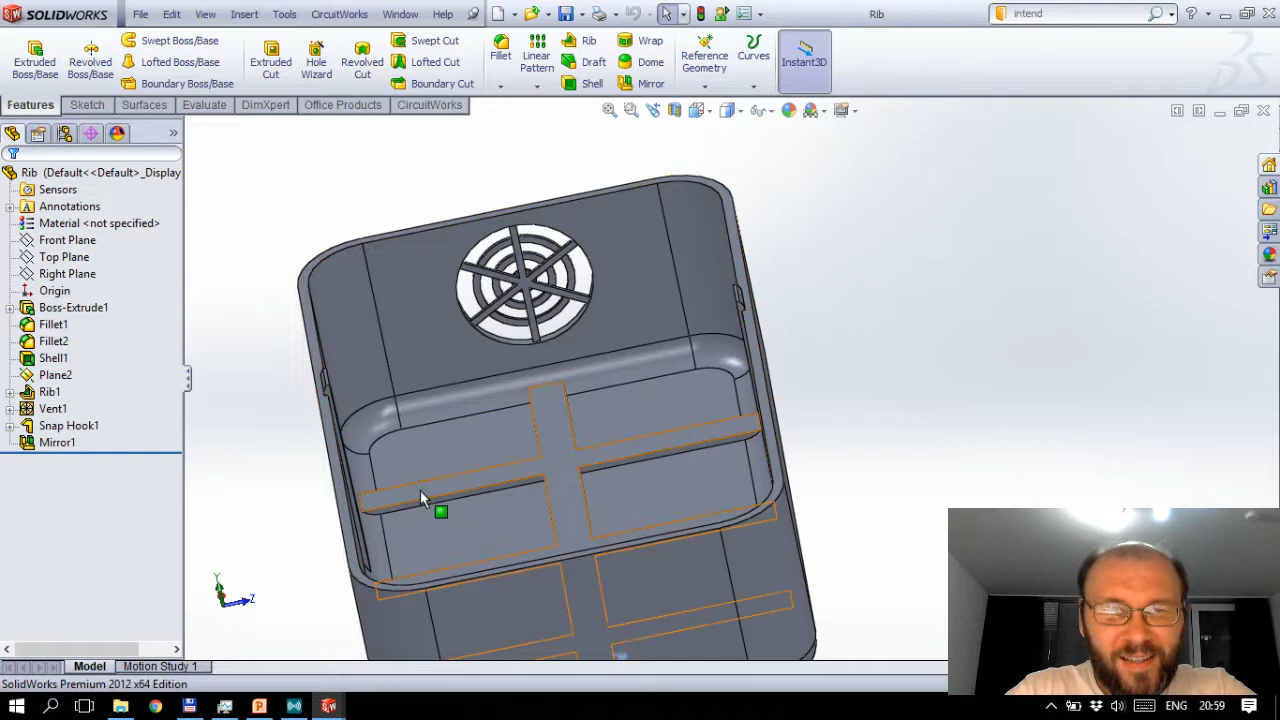 SOLIDWORKS File Edit View Insert Tools CircuitWorks Window Help Rib intend
Extruded Boss/Base Revolved Boss/Base Swept Boss/Base Lofted Boss/Base Boundary Boss/Base Extruded Cut Hole Wizard Revolved Cut Swept Cut Lofted Cut Boundary Cut Fillet Linear Pattern Rib Draft Shell Wrap Dome Mirror Reference Geometry Curves Instant3D
Features Sketch Surfaces Evaluate DimXpert Office Products CircuitWorks
Rib (Default<<Default>_Display
Sensors
Annotations
Material <not specified>
Front Plane
Top Plane
Right Plane
Origin
Boss-Extrude1
Fillet1
Fillet2
Shell1
Plane2
Rib1
Vent1
Snap Hook1
Mirror1
Y
Z
Model Motion Study 1
SolidWorks Premium 2012 x64 Edition
ENG 20:59